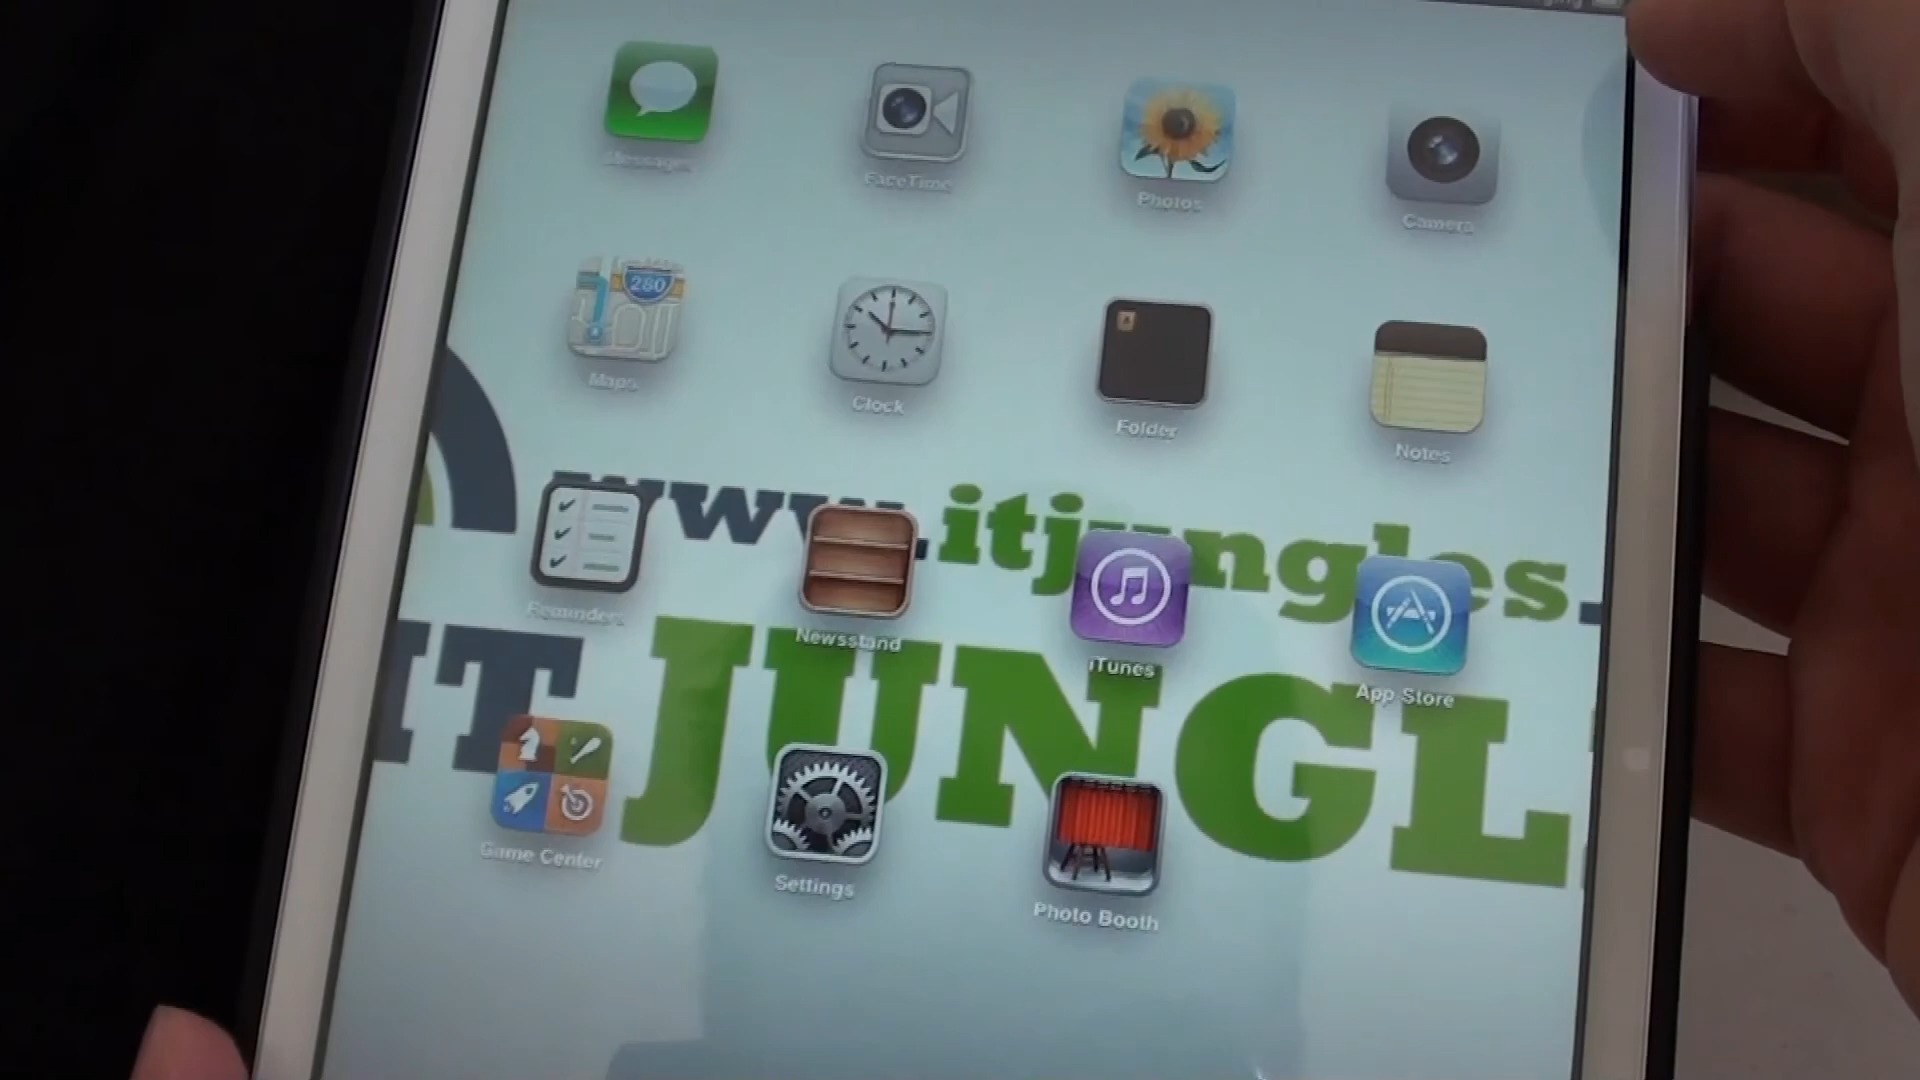 Messages
FaceTime
Photos
Camera
280
Maps
Clock
Folder
Notes
www.itjungles.
Reminders
Newsstand
iTunes
App Store
IT JUNGL
Game Center
Settings
Photo Booth